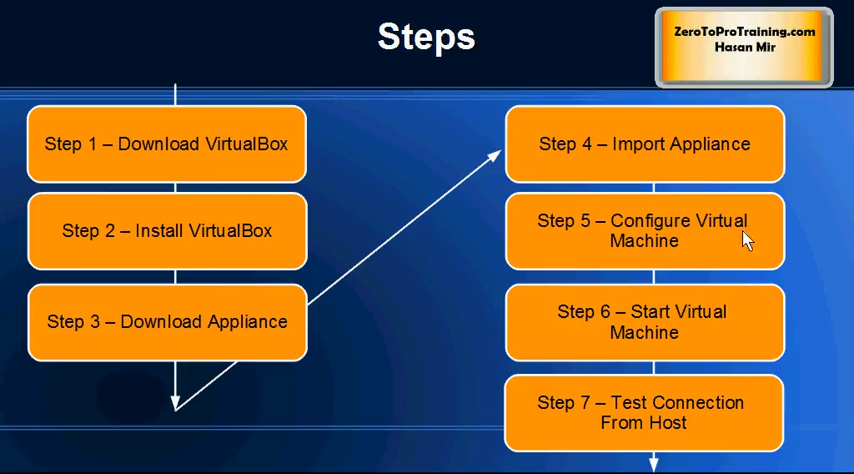 Steps
ZeroToProTraining.com
Hasan Mir
Step 1 – Download VirtualBox
Step 2 – Install VirtualBox
Step 3 – Download Appliance
Step 4 – Import Appliance
Step 5 – Configure Virtual
Machine
Step 6 – Start Virtual
Machine
Step 7 – Test Connection
From Host